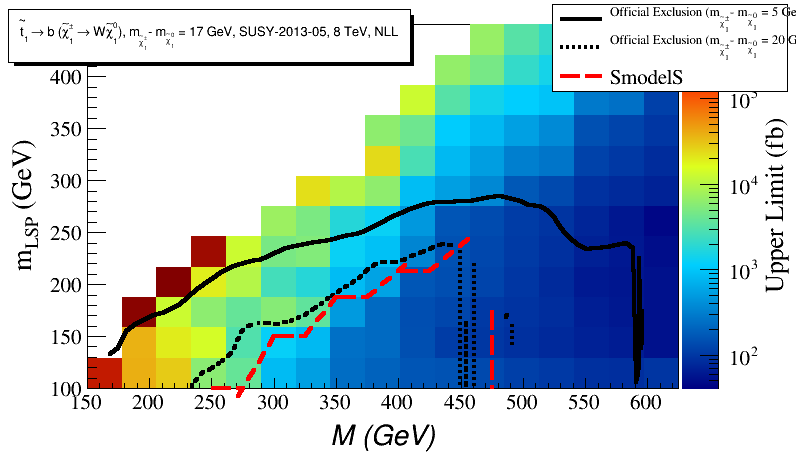 t̃₁ → b (χ̃₁± → Wχ̃₁⁰), m_χ̃₁± - m_χ̃₁⁰ = 17 GeV, SUSY-2013-05, 8 TeV, NLL
Official Exclusion (m_χ̃₁± - m_χ̃₁⁰ = 5 Ge
Official Exclusion (m_χ̃₁± - m_χ̃₁⁰ = 20 G
SmodelS
400
350
300
250
200
150
100
m_LSP (GeV)
150 200 250 300 350 400 450 500 550 600
M (GeV)
10⁵
10⁴
10³
10²
Upper Limit (fb)